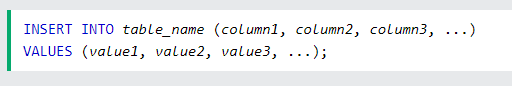 INSERT INTO table_name (column1, column2, column3, ...)
VALUES (value1, value2, value3, ...);